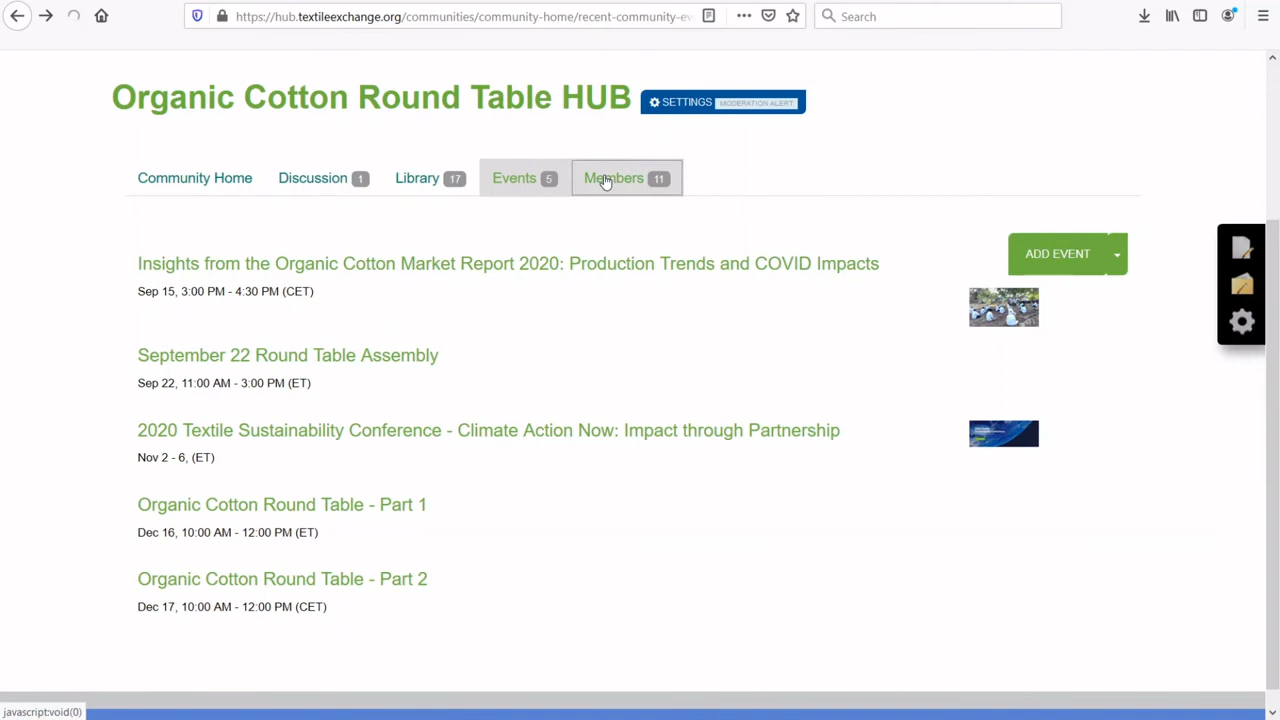 https://hub.textileexchange.org/communities/community-home/recent-community-ev
Search
Organic Cotton Round Table HUB SETTINGS MODERATION ALERT
Community Home Discussion 1 Library 17 Events 5 Members 11
Insights from the Organic Cotton Market Report 2020: Production Trends and COVID Impacts
ADD EVENT
Sep 15, 3:00 PM - 4:30 PM (CET)
September 22 Round Table Assembly
Sep 22, 11:00 AM - 3:00 PM (ET)
2020 Textile Sustainability Conference - Climate Action Now: Impact through Partnership
Nov 2 - 6, (ET)
Organic Cotton Round Table - Part 1
Dec 16, 10:00 AM - 12:00 PM (ET)
Organic Cotton Round Table - Part 2
Dec 17, 10:00 AM - 12:00 PM (CET)
javascript:void(0)